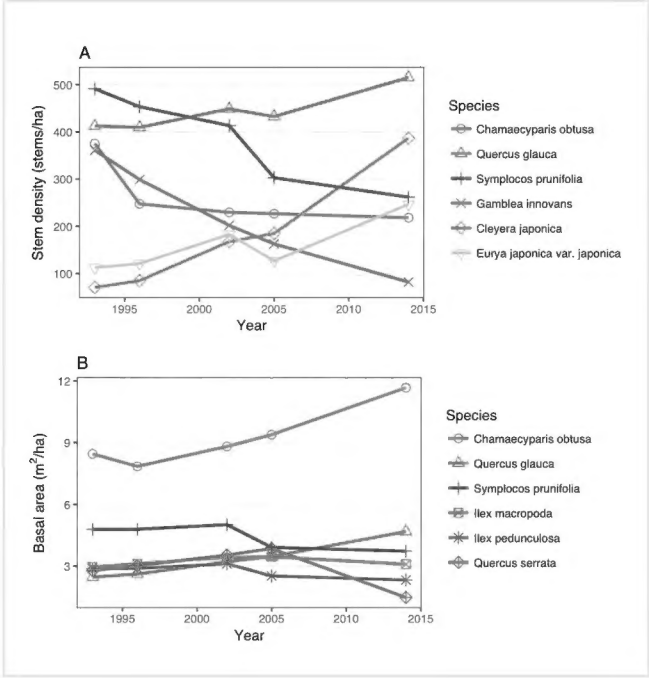 A
Stem density (stems/ha)
500
400
300
200
100
1995
2000
2005
2010
2015
Year
Species
Chamaecyparis obtusa
Quercus glauca
Symplocos prunifolia
Gamblea innovans
Cleyera japonica
Eurya japonica var. japonica
B
Basal area (m²/ha)
12
9
6
3
1995
2000
2005
2010
2015
Year
Species
Chamaecyparis obtusa
Quercus glauca
Symplocos prunifolia
Ilex macropoda
Ilex pedunculosa
Quercus serrata